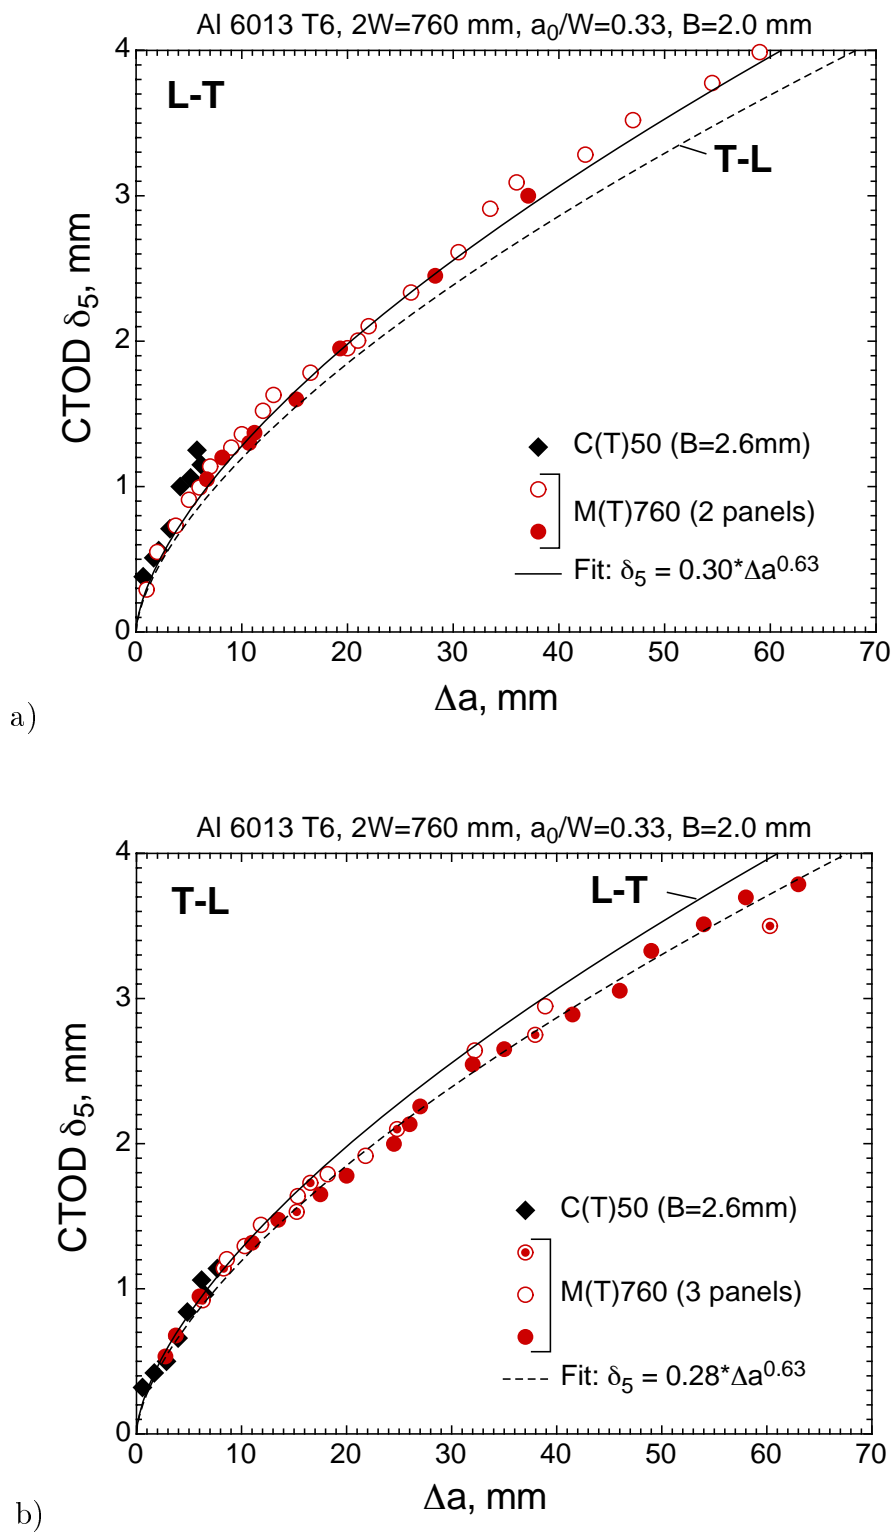 Al 6013 T6, 2W=760 mm, a₀/W=0.33, B=2.0 mm
4
L-T
T-L
3
CTOD δ₅, mm
2
C(T)50 (B=2.6mm)
1
M(T)760 (2 panels)
Fit: δ₅ = 0.30*Δa^0.63
0
0 10 20 30 40 50 60 70
Δa, mm
a)
Al 6013 T6, 2W=760 mm, a₀/W=0.33, B=2.0 mm
4
T-L
L-T
3
CTOD δ₅, mm
2
C(T)50 (B=2.6mm)
1
M(T)760 (3 panels)
Fit: δ₅ = 0.28*Δa^0.63
0
0 10 20 30 40 50 60 70
Δa, mm
b)